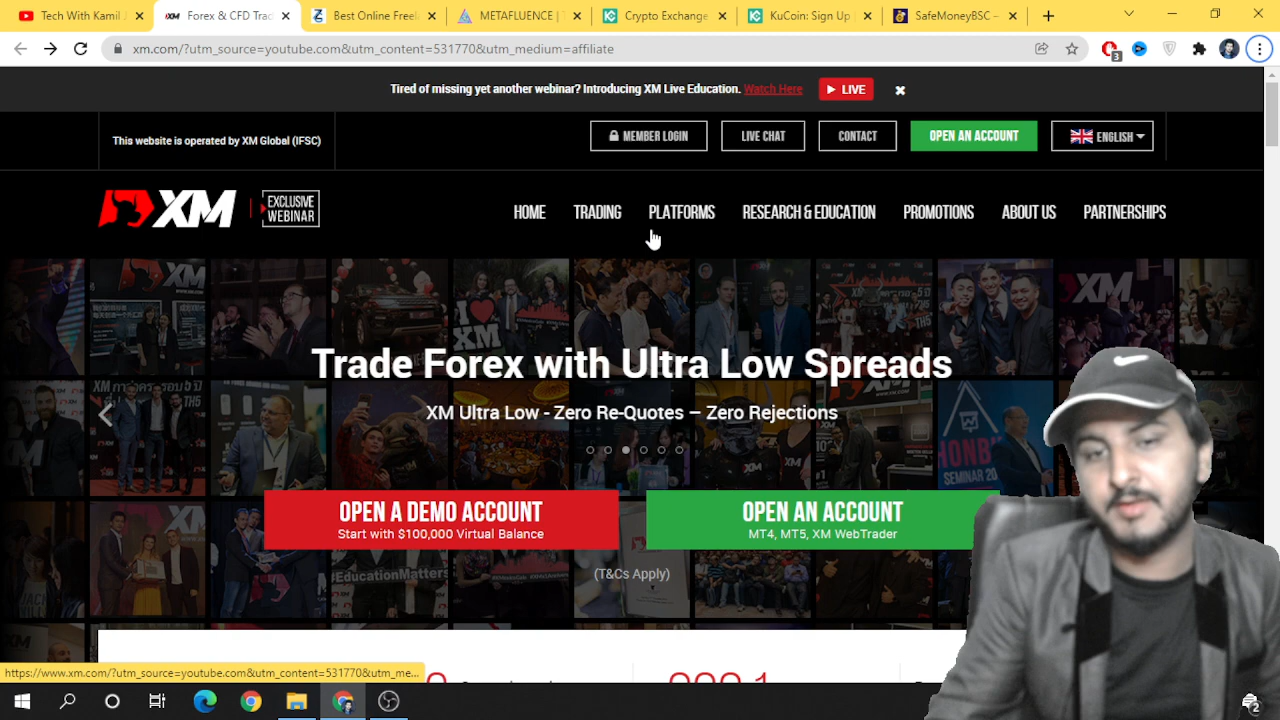 Tech With Kamil J
Forex & CFD Trad
Best Online Freel
METAFLUENCE | T
Crypto Exchange
KuCoin: Sign Up
SafeMoneyBSC –
xm.com/?utm_source=youtube.com&utm_content=531770&utm_medium=affiliate
3
Tired of missing yet another webinar? Introducing XM Live Education. Watch Here
LIVE
This website is operated by XM Global (IFSC)
MEMBER LOGIN
LIVE CHAT
CONTACT
OPEN AN ACCOUNT
ENGLISH
XM
EXCLUSIVE
WEBINAR
HOME
TRADING
PLATFORMS
RESEARCH & EDUCATION
PROMOTIONS
ABOUT US
PARTNERSHIPS
Trade Forex with Ultra Low Spreads
XM Ultra Low - Zero Re-Quotes – Zero Rejections
OPEN A DEMO ACCOUNT
Start with $100,000 Virtual Balance
OPEN AN ACCOUNT
MT4, MT5, XM WebTrader
(T&Cs Apply)
#EducationMatters
https://www.xm.com/?utm_source=youtube.com&utm_content=531770&utm_me...
2